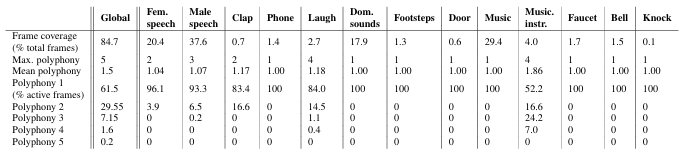 Global Fem. speech Male speech Clap Phone Laugh Dom. sounds Footsteps Door Music Music. instr. Faucet Bell Knock
Frame coverage (% total frames) 84.7 20.4 37.6 0.7 1.4 2.7 17.9 1.3 0.6 29.4 4.0 1.7 1.5 0.1
Max. polyphony 5 2 3 2 1 4 1 1 1 1 4 1 1 1
Mean polyphony 1.5 1.04 1.07 1.17 1.00 1.18 1.00 1.00 1.00 1.00 1.86 1.00 1.00 1.00
Polyphony 1 (% active frames) 61.5 96.1 93.3 83.4 100 84.0 100 100 100 100 52.2 100 100 100
Polyphony 2 29.55 3.9 6.5 16.6 0 14.5 0 0 0 0 16.6 0 0 0
Polyphony 3 7.15 0 0.2 0 0 1.1 0 0 0 0 24.2 0 0 0
Polyphony 4 1.6 0 0 0 0 0.4 0 0 0 0 7.0 0 0 0
Polyphony 5 0.2 0 0 0 0 0 0 0 0 0 0 0 0 0